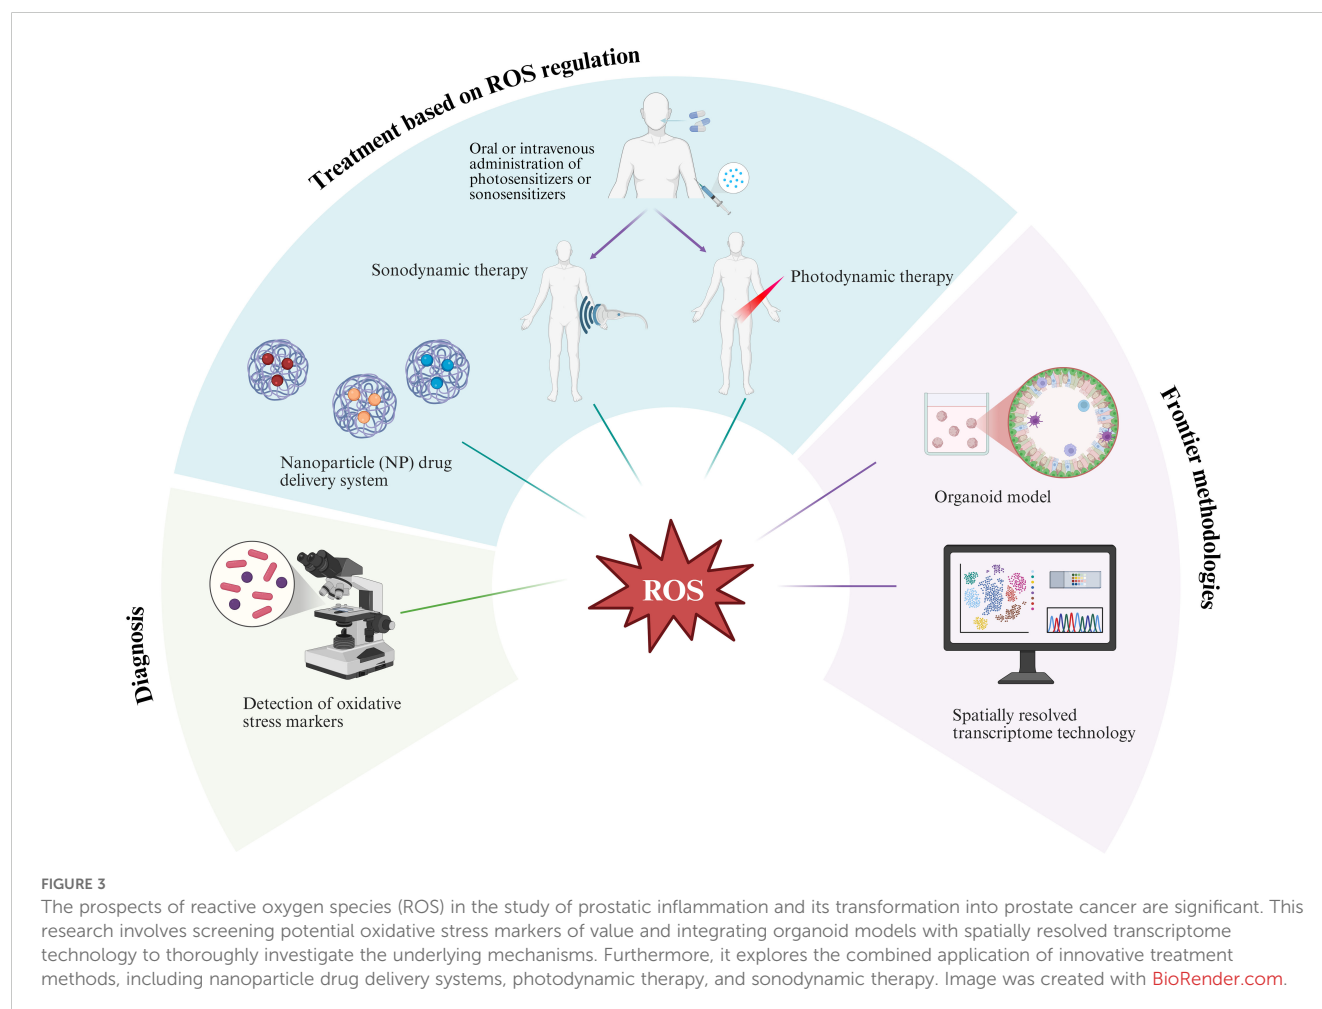 Treatment based on ROS regulation
Oral or intravenous
administration of
photosensitizers or
sonosensitizers
Sonodynamic therapy
Photodynamic therapy
Nanoparticle (NP) drug
delivery system
Diagnosis
Detection of oxidative
stress markers
ROS
Frontier methodologies
Organoid model
Spatially resolved
transcriptome technology
FIGURE 3
The prospects of reactive oxygen species (ROS) in the study of prostatic inflammation and its transformation into prostate cancer are significant. This
research involves screening potential oxidative stress markers of value and integrating organoid models with spatially resolved transcriptome
technology to thoroughly investigate the underlying mechanisms. Furthermore, it explores the combined application of innovative treatment
methods, including nanoparticle drug delivery systems, photodynamic therapy, and sonodynamic therapy. Image was created with BioRender.com.